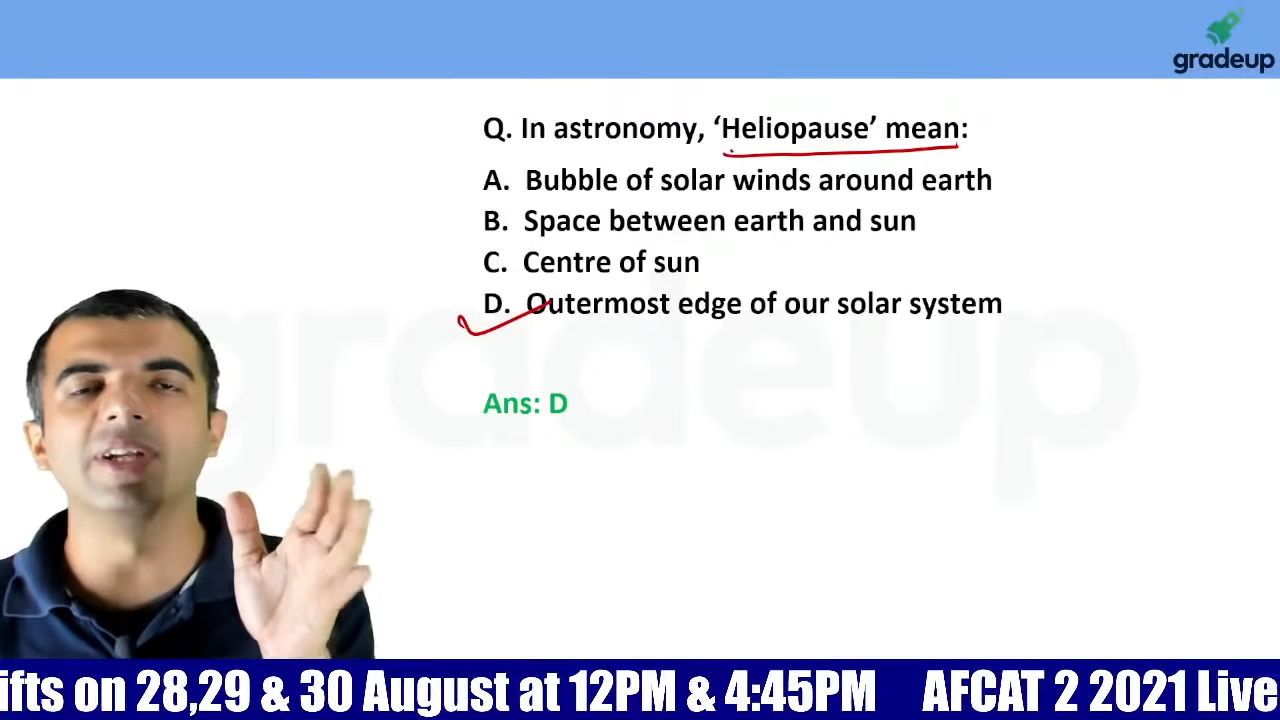 gradeup
Q. In astronomy, ‘Heliopause’ mean:
A. Bubble of solar winds around earth
B. Space between earth and sun
C. Centre of sun
D. Outermost edge of our solar system
gradeup
Ans: D
ifts on 28,29 & 30 August at 12PM & 4:45PM AFCAT 2 2021 Live